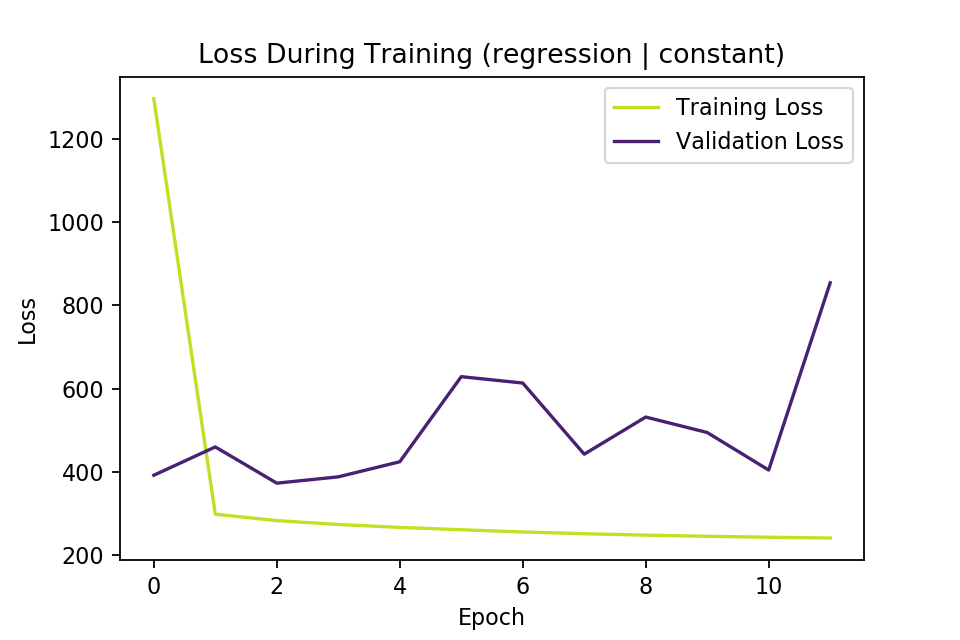 Loss During Training (regression | constant)
Training Loss
Validation Loss
1200
1000
800
600
400
200
Loss
0 2 4 6 8 10
Epoch